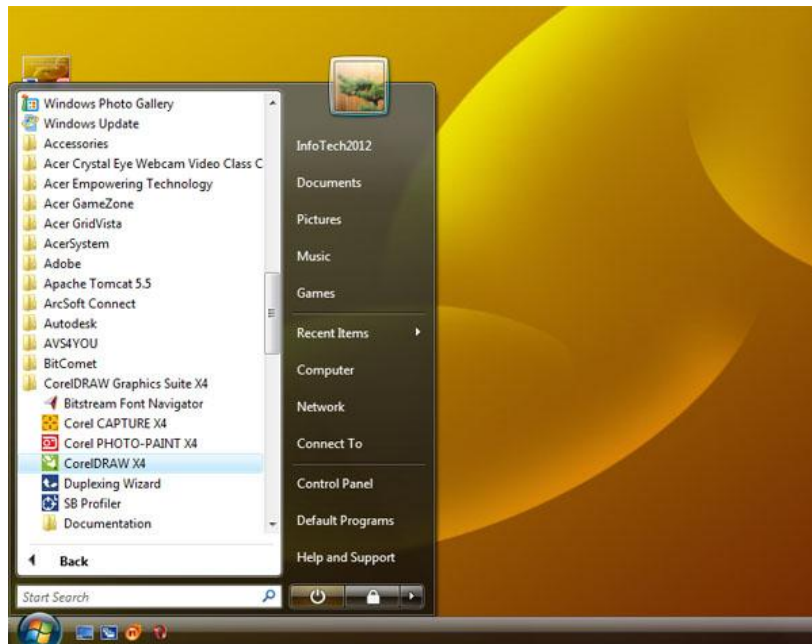 Windows Photo Gallery
Windows Update
Accessories
Acer Crystal Eye Webcam Video Class C
Acer Empowering Technology
Acer GameZone
Acer GridVista
AcerSystem
Adobe
Apache Tomcat 5.5
ArcSoft Connect
Autodesk
AVS4YOU
BitComet
CorelDRAW Graphics Suite X4
Bitstream Font Navigator
Corel CAPTURE X4
Corel PHOTO-PAINT X4
CorelDRAW X4
Duplexing Wizard
SB Profiler
Documentation
Back
Start Search
InfoTech2012
Documents
Pictures
Music
Games
Recent Items
Computer
Network
Connect To
Control Panel
Default Programs
Help and Support